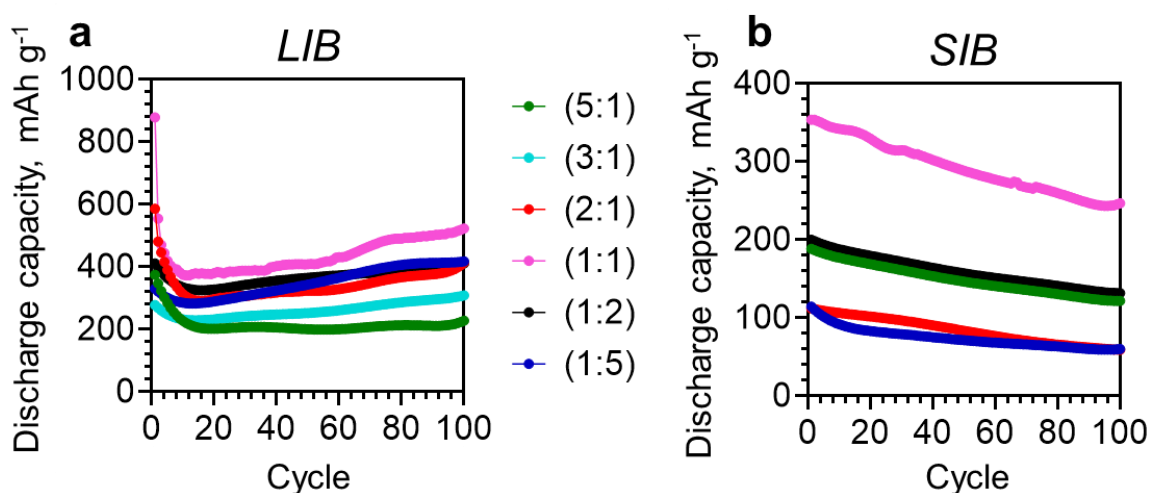 a
LIB
Discharge capacity, mAh g⁻¹
1000
800
600
400
200
0
0 20 40 60 80 100
Cycle
(5:1)
(3:1)
(2:1)
(1:1)
(1:2)
(1:5)
b
SIB
Discharge capacity, mAh g⁻¹
400
300
200
100
0
0 20 40 60 80 100
Cycle